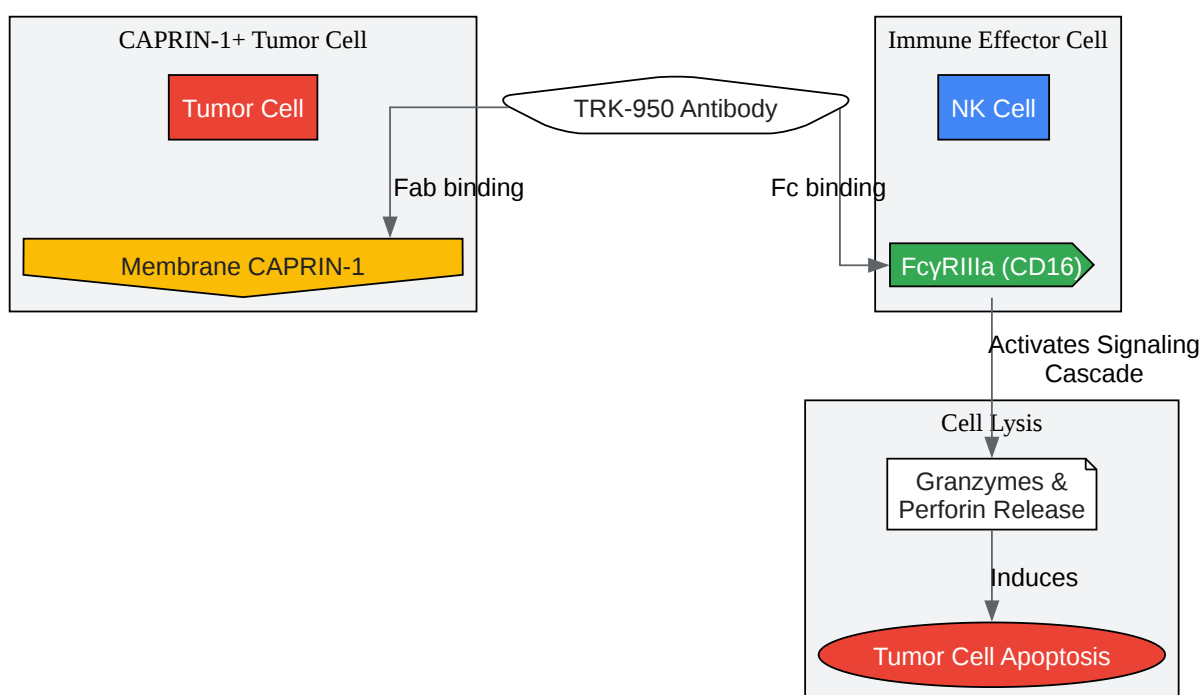 CAPRIN-1+ Tumor Cell
Tumor Cell
Membrane CAPRIN-1
TRK-950 Antibody
Fab binding
Fc binding
Immune Effector Cell
NK Cell
FcγRIIIa (CD16)
Activates Signaling
Cascade
Cell Lysis
Granzymes &
Perforin Release
Induces
Tumor Cell Apoptosis